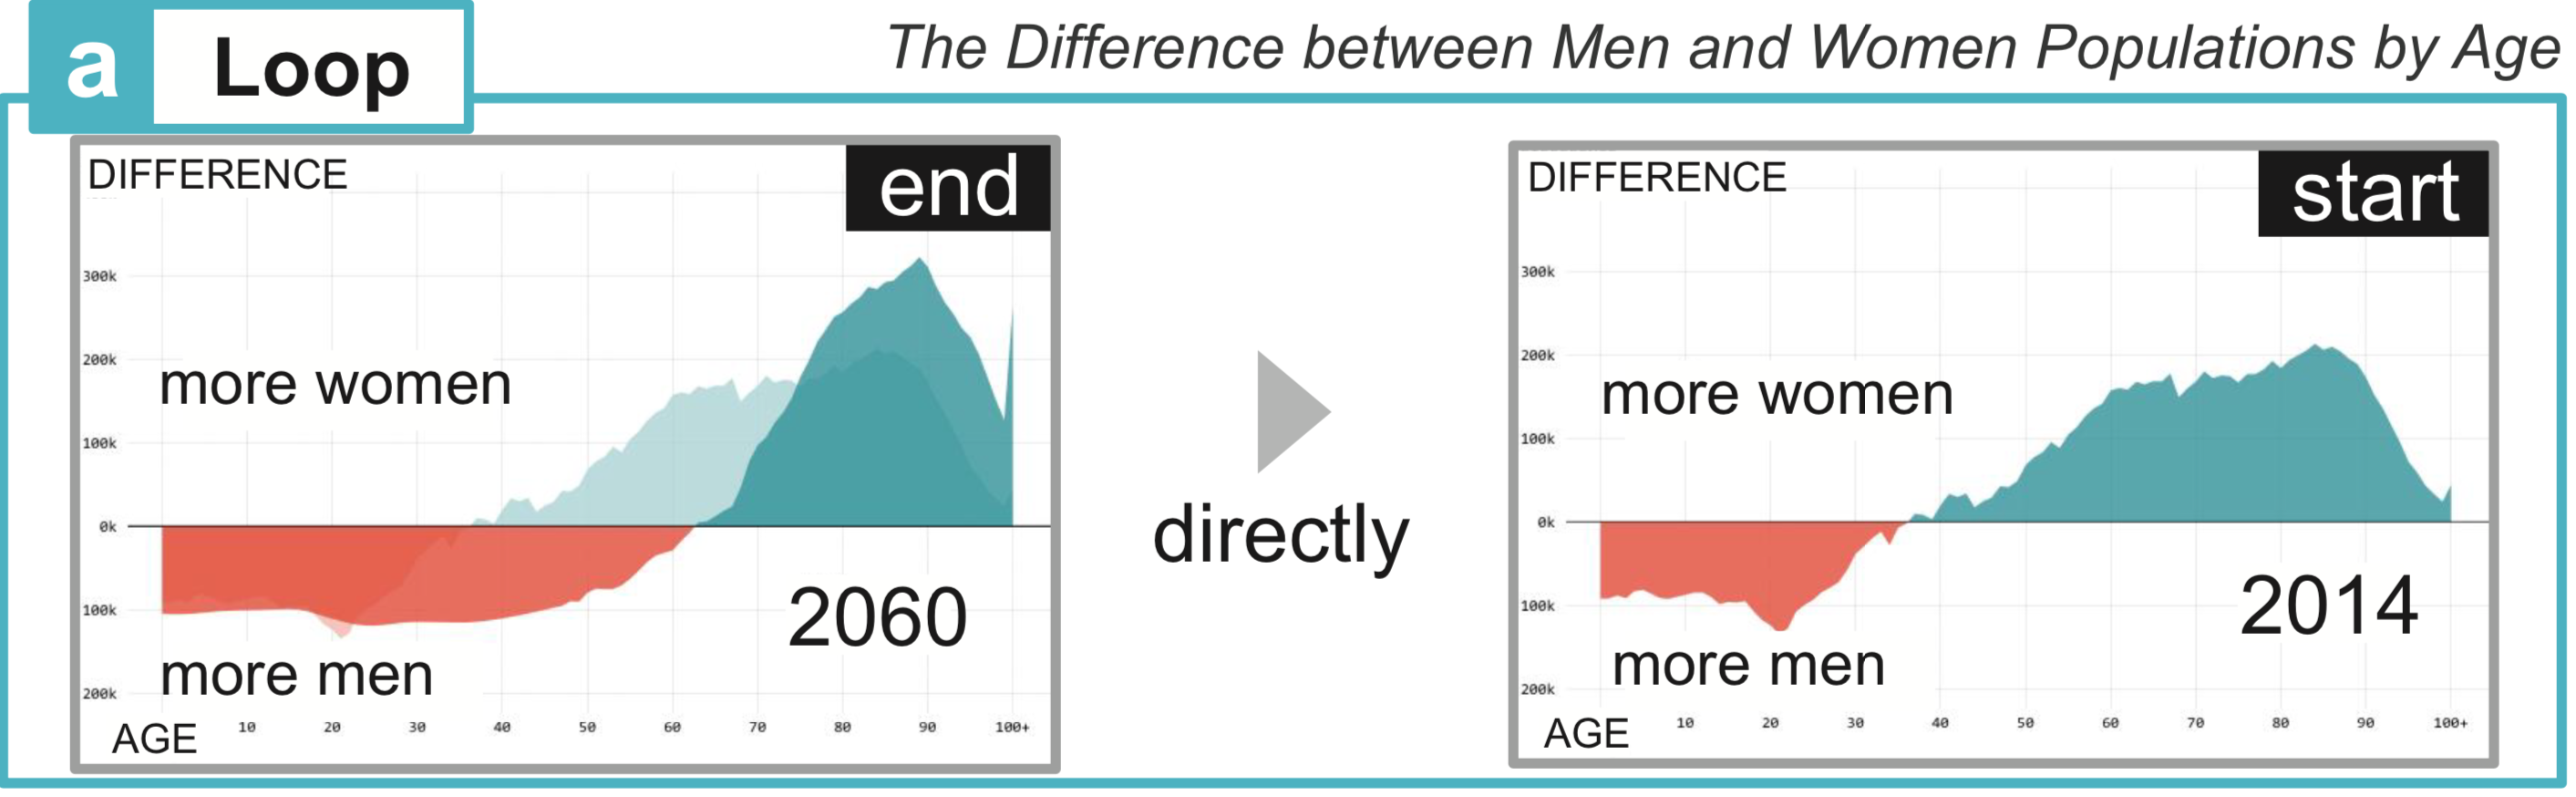 a Loop
The Difference between Men and Women Populations by Age
DIFFERENCE
end
300k
200k
more women
100k
0k
100k
2060
more men
200k
10 20 30 40 50 60 70 80 90 100+
AGE
directly
DIFFERENCE
start
300k
200k
more women
100k
0k
100k
2014
more men
200k
10 20 30 40 50 60 70 80 90 100+
AGE